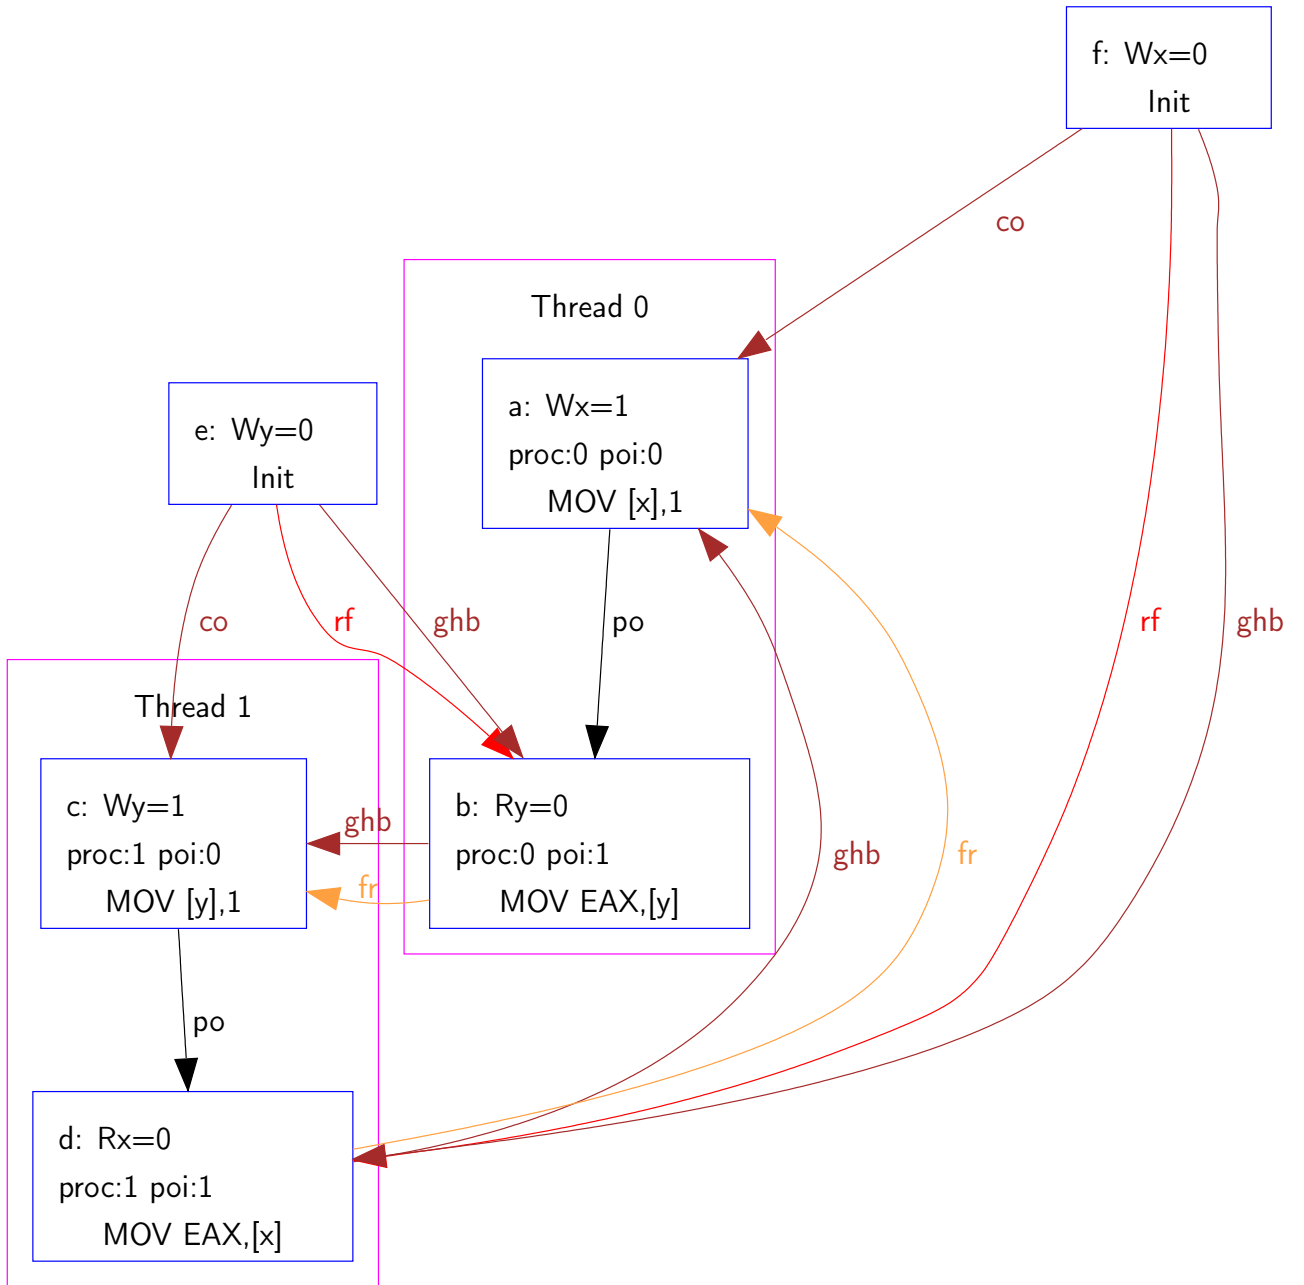 f: Wx=0
Init
co
Thread 0
a: Wx=1
proc:0 poi:0
MOV [x],1
e: Wy=0
Init
co
rf
ghb
po
rf
ghb
Thread 1
c: Wy=1
proc:1 poi:0
MOV [y],1
ghb
fr
b: Ry=0
proc:0 poi:1
MOV EAX,[y]
ghb
fr
po
d: Rx=0
proc:1 poi:1
MOV EAX,[x]